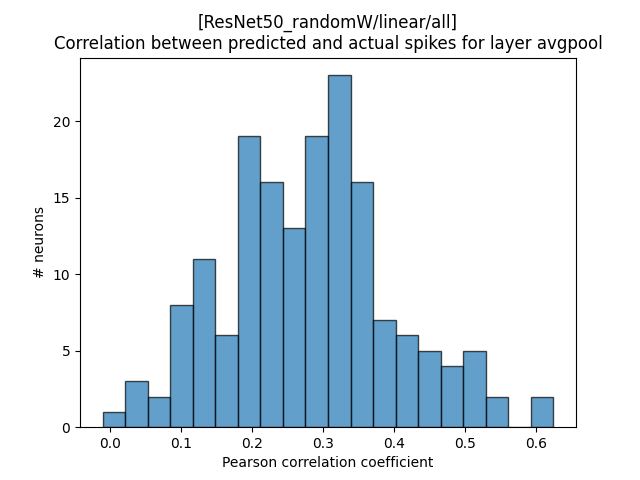 [ResNet50_randomW/linear/all]
Correlation between predicted and actual spikes for layer avgpool
# neurons
20
15
10
5
0
0.0 0.1 0.2 0.3 0.4 0.5 0.6
Pearson correlation coefficient